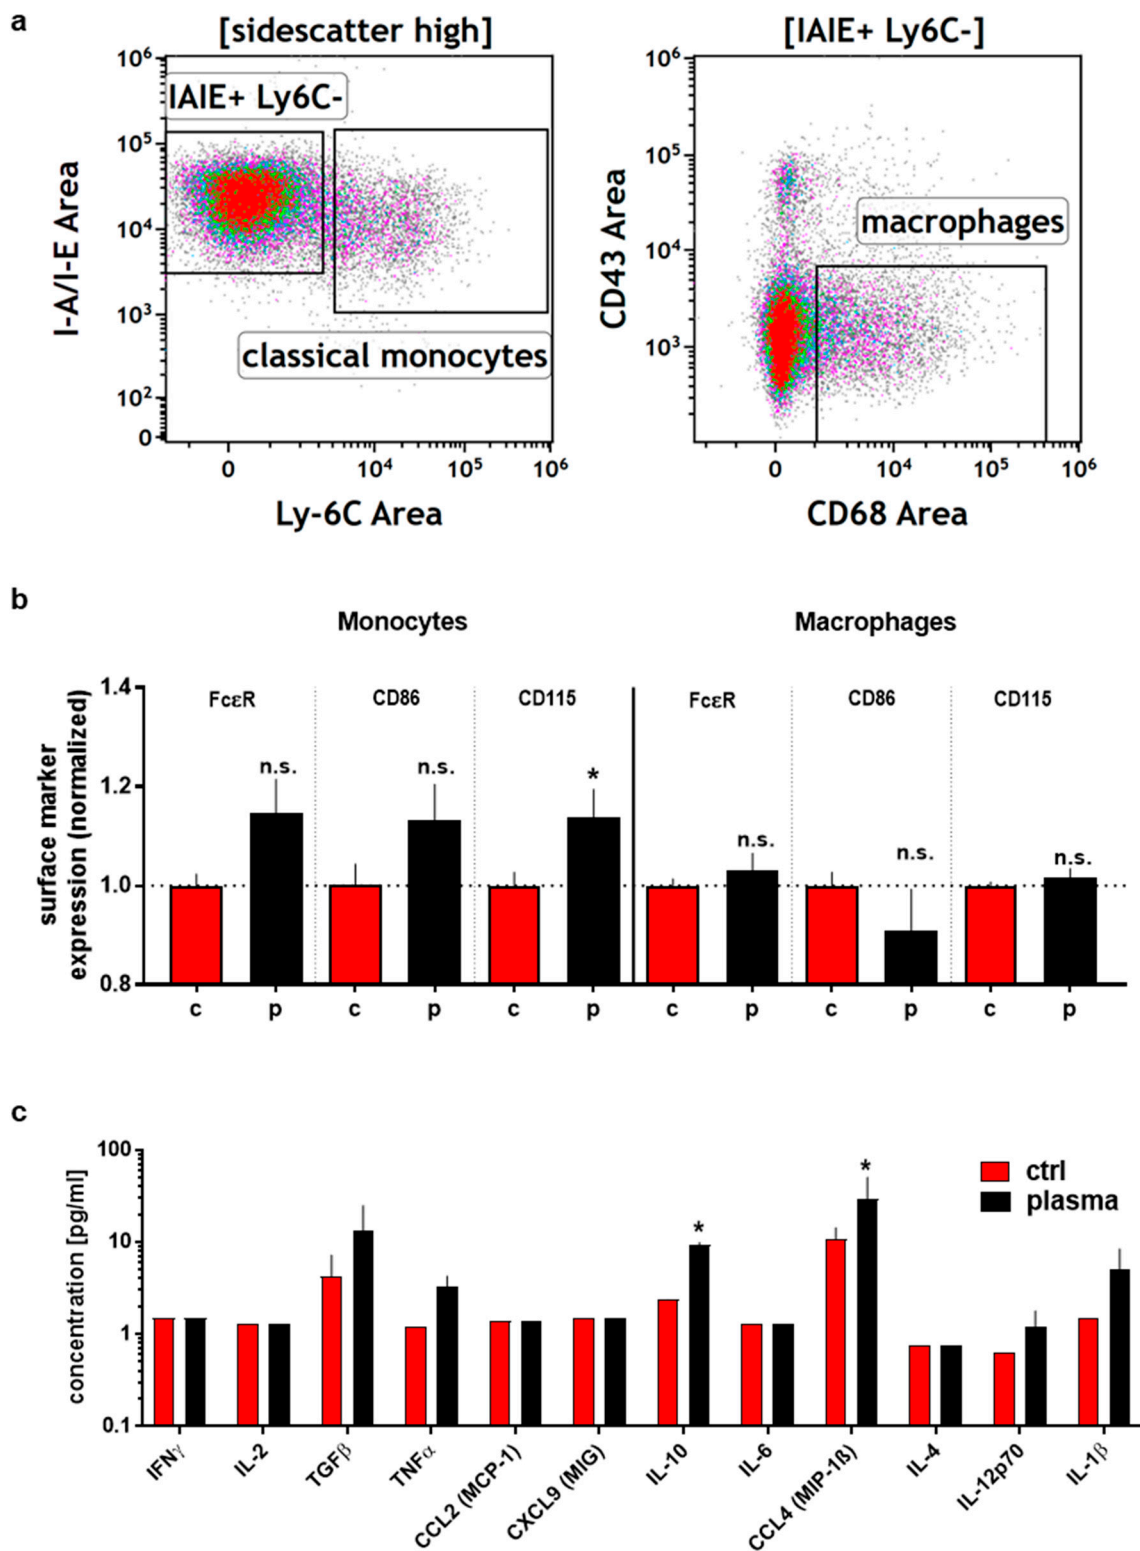 a
[sidescatter high]
[IAIE+ Ly6C-]
IAIE+ Ly6C-
classical monocytes
I-A/I-E Area
10⁶
10⁵
10⁴
10³
10²
0
0
10⁴
10⁵
10⁶
Ly-6C Area
macrophages
CD43 Area
10⁶
10⁵
10⁴
10³
0
10⁴
10⁵
10⁶
CD68 Area
b
Monocytes
Macrophages
surface marker
expression (normalized)
1.4
1.2
1.0
0.8
FcεR
CD86
CD115
FcεR
CD86
CD115
n.s.
n.s.
*
n.s.
n.s.
n.s.
c p c p c p c p c p c p
c
concentration [pg/ml]
100
10
1
0.1
*
*
ctrl
plasma
IFNγ
IL-2
TGFβ
TNFα
CCL2 (MCP-1)
CXCL9 (MIG)
IL-10
IL-6
CCL4 (MIP-1ß)
IL-4
IL-12p70
IL-1β